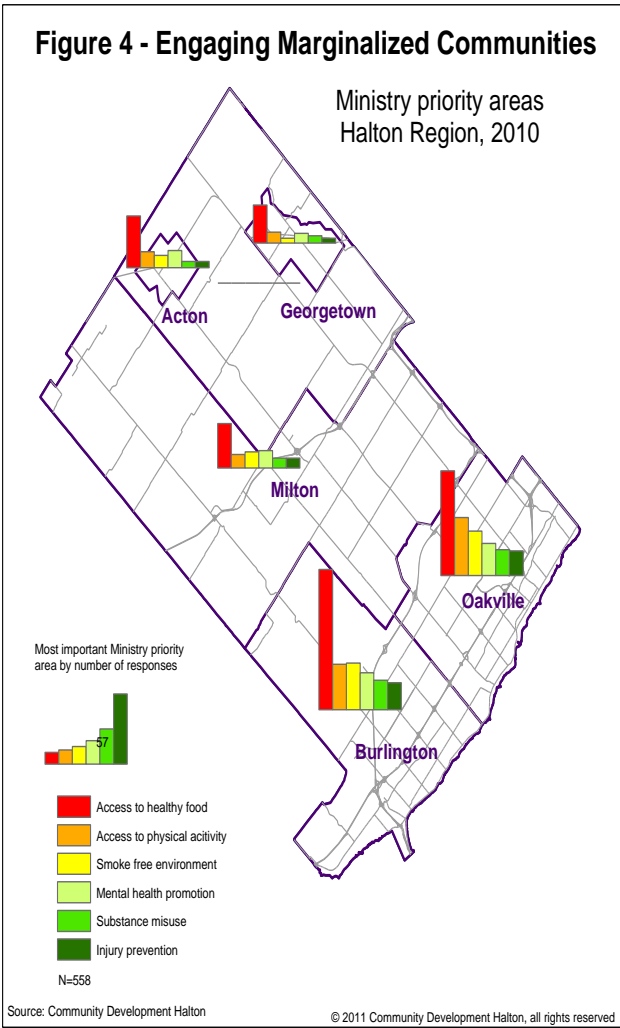 Figure 4 - Engaging Marginalized Communities
Ministry priority areas
Halton Region, 2010
Acton
Georgetown
Milton
Oakville
Burlington
Most important Ministry priority
area by number of responses
57
Access to healthy food
Access to physical acitivity
Smoke free environment
Mental health promotion
Substance misuse
Injury prevention
N=558
Source: Community Development Halton
© 2011 Community Development Halton, all rights reserved